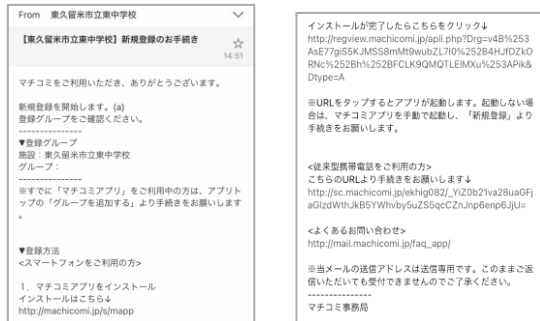 From 東久留米市立東中学校
【東久留米市立東中学校】新規登録のお手続き
14:51
マチコミをご利用いただき、ありがとうございます。
新規登録を開始します。(a)
登録グループをご確認ください。
---------------
▼登録グループ
施設:東久留米市立東中学校
グループ:
---------------
※すでに「マチコミアプリ」をご利用中の方は、アプリト
ップの「グループを追加する」より手続きをお願いします
。
▼登録方法
<スマートフォンをご利用の方>
1．マチコミアプリをインストール
インストールはこちら↓
http://machicomi.jp/s/mapp
インストールが完了したらこちらをクリック↓
http://regview.machicomi.jp/apli.php?Drg=v4B%253
AsE77giS5KJMSS8mMt9wubZL7I0%252B4HJfDZkO
RNc%252Bh%252BFCLK9QMQTLEIMXu%253APik&
Dtype=A
※URLをタップするとアプリが起動します。起動しない場
合は、マチコミアプリを手動で起動し、「新規登録」より
手続きをお願いします。
<従来型携帯電話をご利用の方>
こちらのURLより手続きをお願いします↓
http://sc.machicomi.jp/ekhig082/_YiZ0b21va28uaGFj
aGlzdWthJkB5YWhvby5uZS5qcCZnJnp6enp6JjU=
<よくあるお問い合わせ>
http://mail.machicomi.jp/faq_app/
※当メールの送信アドレスは送信専用です。このままご返
信いただいても受付できませんのでご了承ください。
---------------
マチコミ事務局